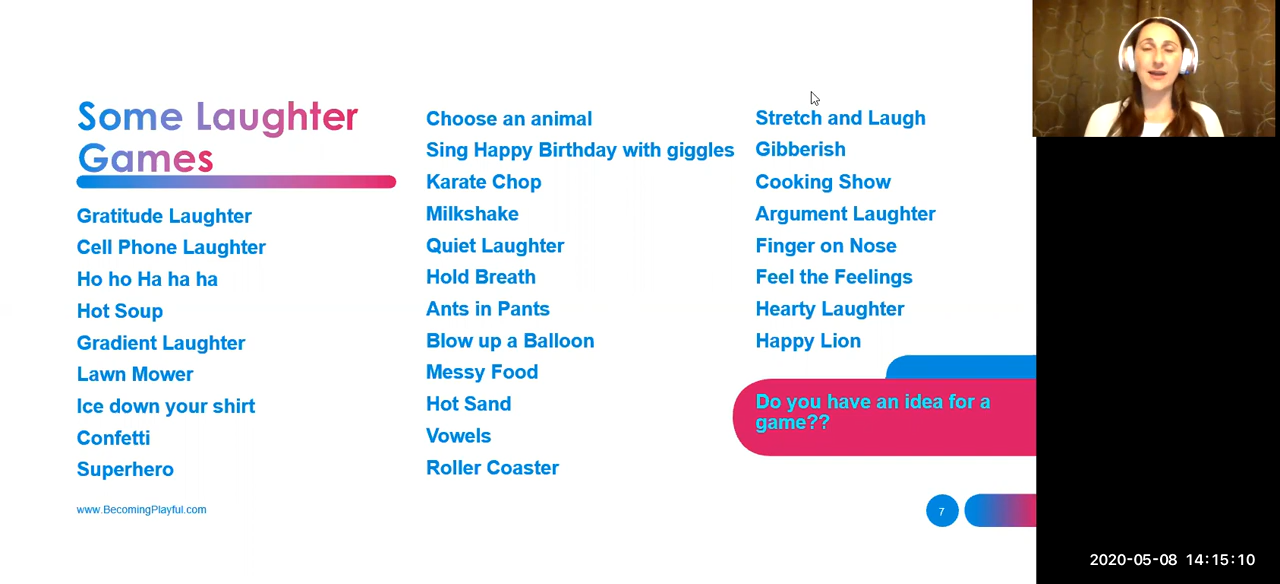 Some Laughter
Games
Gratitude Laughter
Cell Phone Laughter
Ho ho Ha ha ha
Hot Soup
Gradient Laughter
Lawn Mower
Ice down your shirt
Confetti
Superhero
www.BecomingPlayful.com
Choose an animal
Sing Happy Birthday with giggles
Karate Chop
Milkshake
Quiet Laughter
Hold Breath
Ants in Pants
Blow up a Balloon
Messy Food
Hot Sand
Vowels
Roller Coaster
Stretch and Laugh
Gibberish
Cooking Show
Argument Laughter
Finger on Nose
Feel the Feelings
Hearty Laughter
Happy Lion
Do you have an idea for a
game??
7
2020-05-08 14:15:10